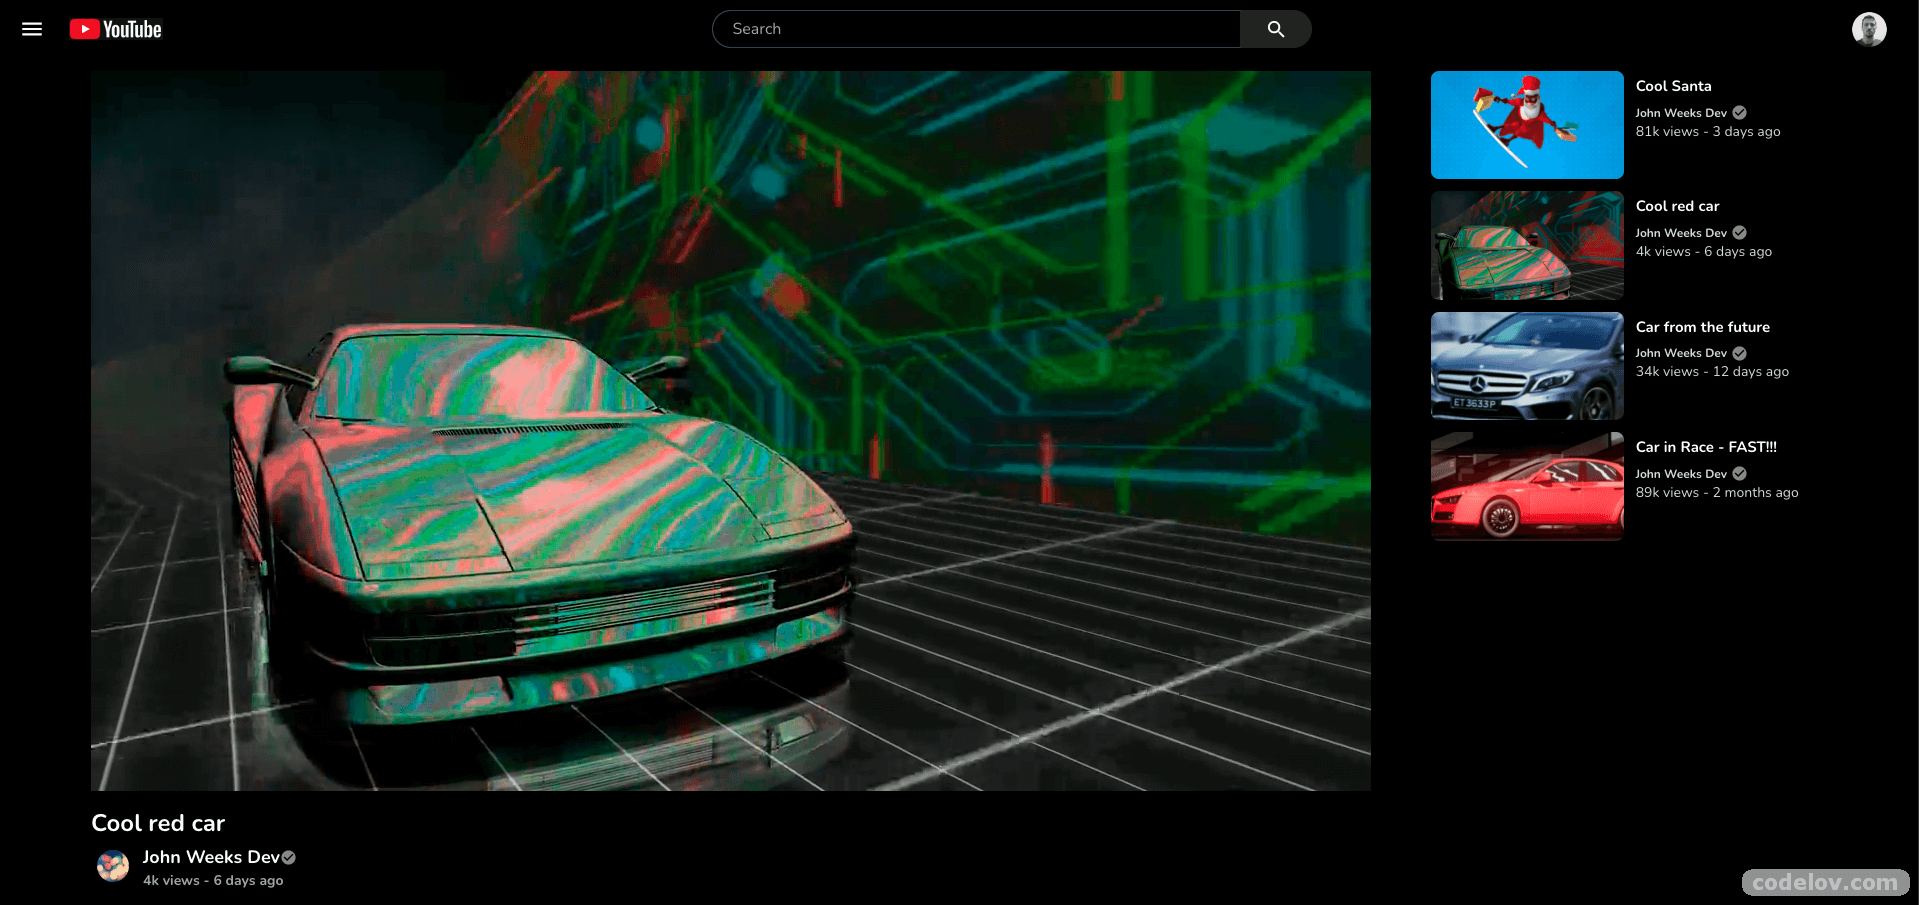 YouTube
Search
Cool Santa
John Weeks Dev
81k views - 3 days ago
Cool red car
John Weeks Dev
4k views - 6 days ago
Car from the future
John Weeks Dev
34k views - 12 days ago
ET 3633P
Car in Race - FAST!!!
John Weeks Dev
89k views - 2 months ago
Cool red car
John Weeks Dev
4k views - 6 days ago
codelov.com